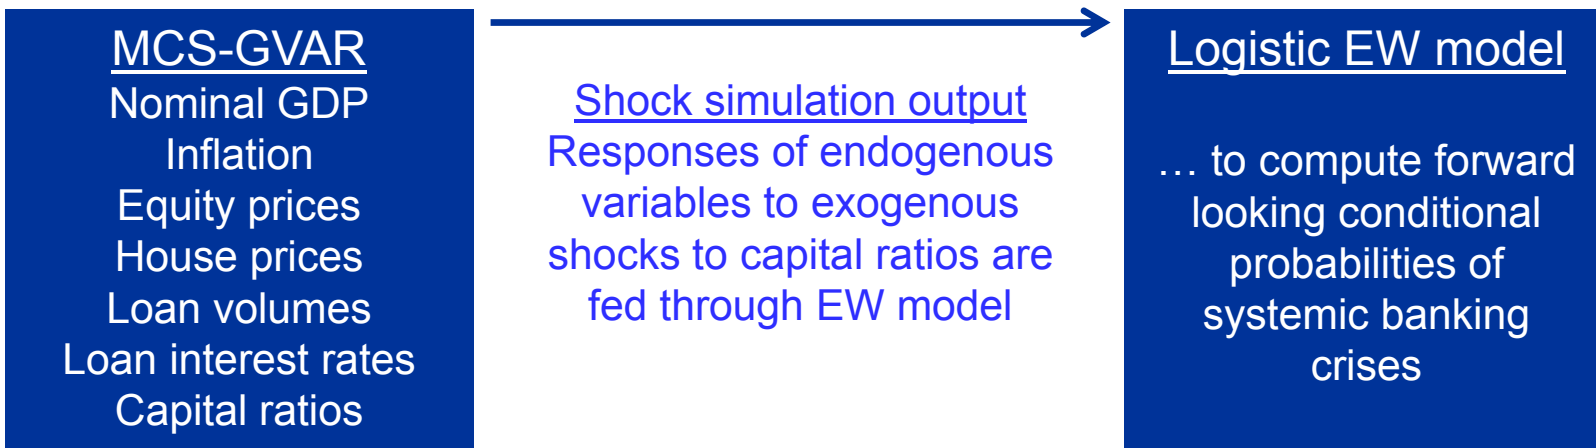 MCS-GVAR
Nominal GDP
Inflation
Equity prices
House prices
Loan volumes
Loan interest rates
Capital ratios
Shock simulation output
Responses of endogenous
variables to exogenous
shocks to capital ratios are
fed through EW model
Logistic EW model
… to compute forward
looking conditional
probabilities of
systemic banking
crises